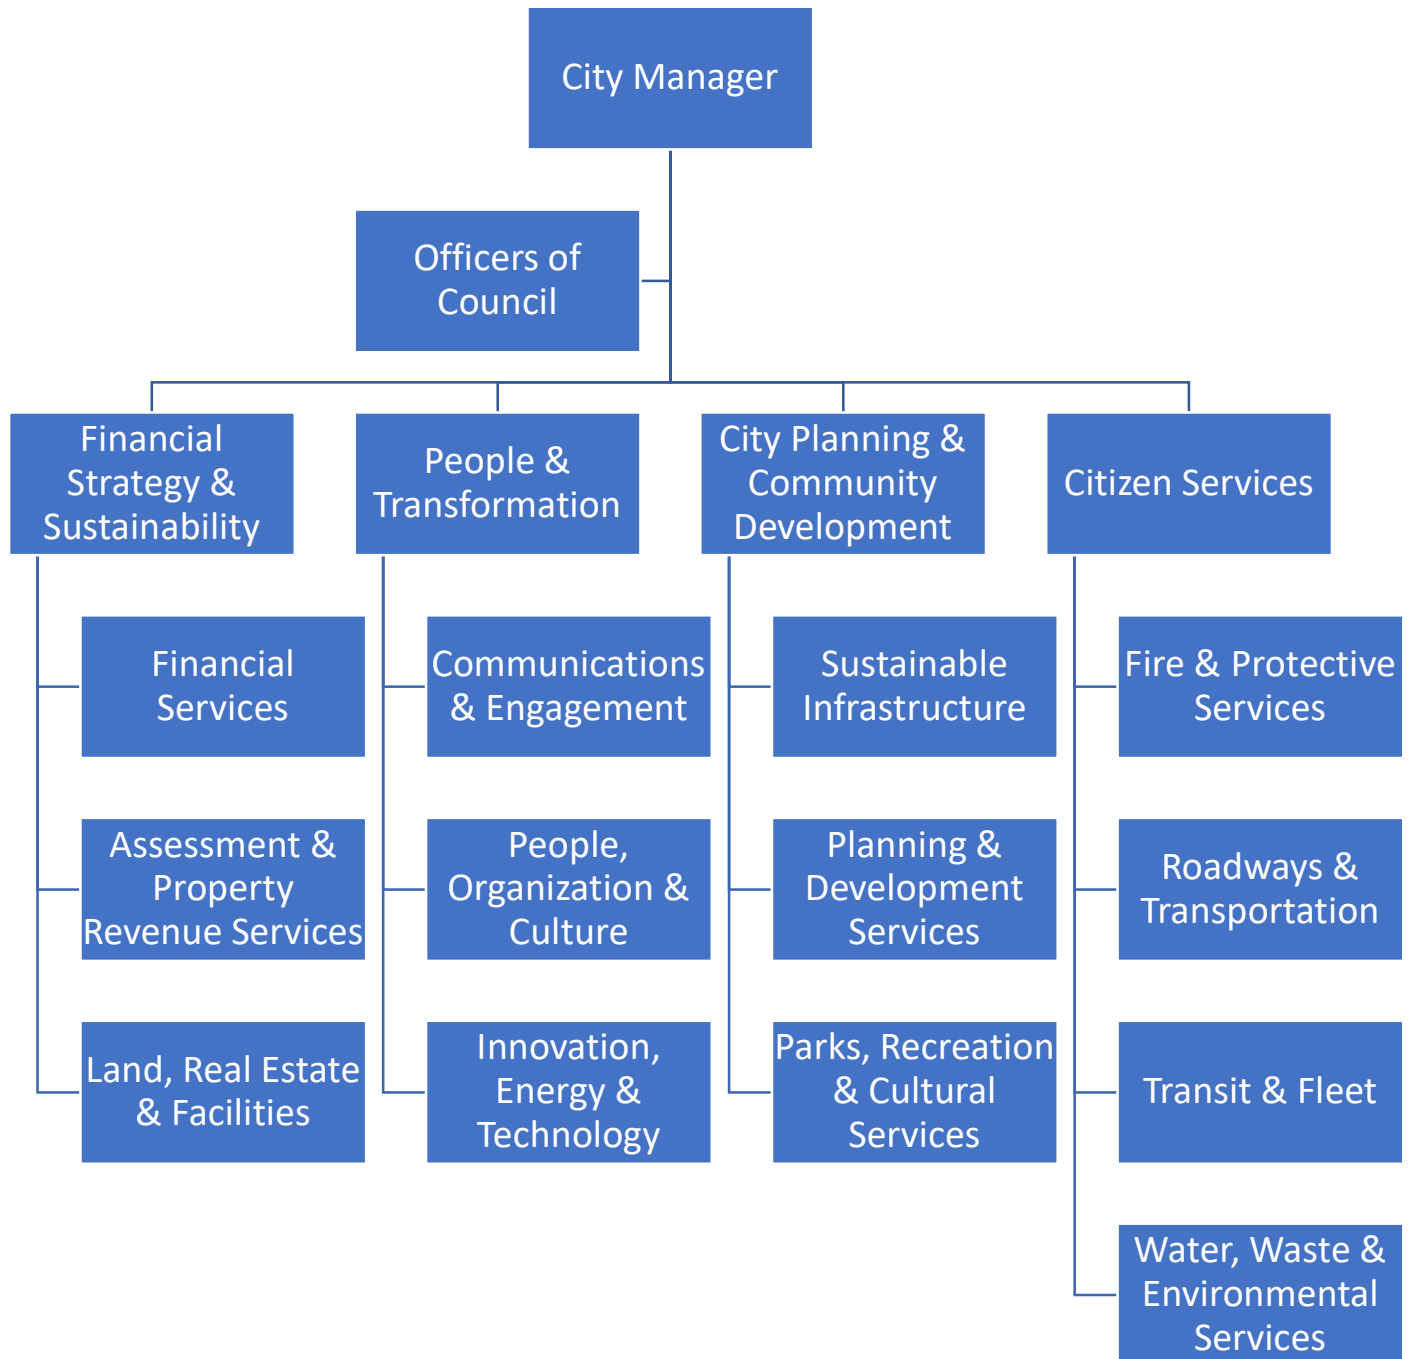 City Manager
Officers of
Council
Financial
Strategy &
Sustainability
People &
Transformation
City Planning &
Community
Development
Citizen Services
Financial
Services
Communications
& Engagement
Sustainable
Infrastructure
Fire & Protective
Services
Assessment &
Property
Revenue Services
People,
Organization &
Culture
Planning &
Development
Services
Roadways &
Transportation
Land, Real Estate
& Facilities
Innovation,
Energy &
Technology
Parks, Recreation
& Cultural
Services
Transit & Fleet
Water, Waste &
Environmental
Services